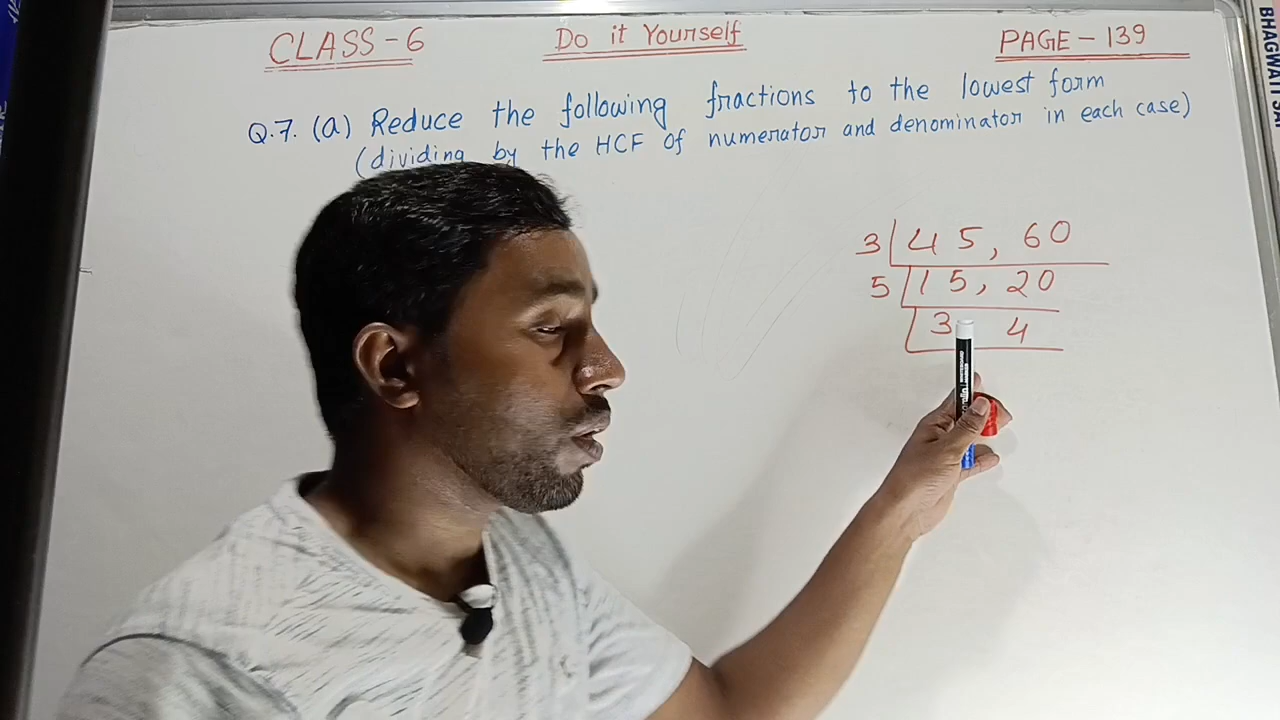 CLASS - 6
Do it Yourself
PAGE - 139
Q.7. (a) Reduce the following fractions to the lowest form
(dividing by the HCF of numerator and denominator in each case)
3 45, 60
5 15, 20
3 4
BHAGWATI